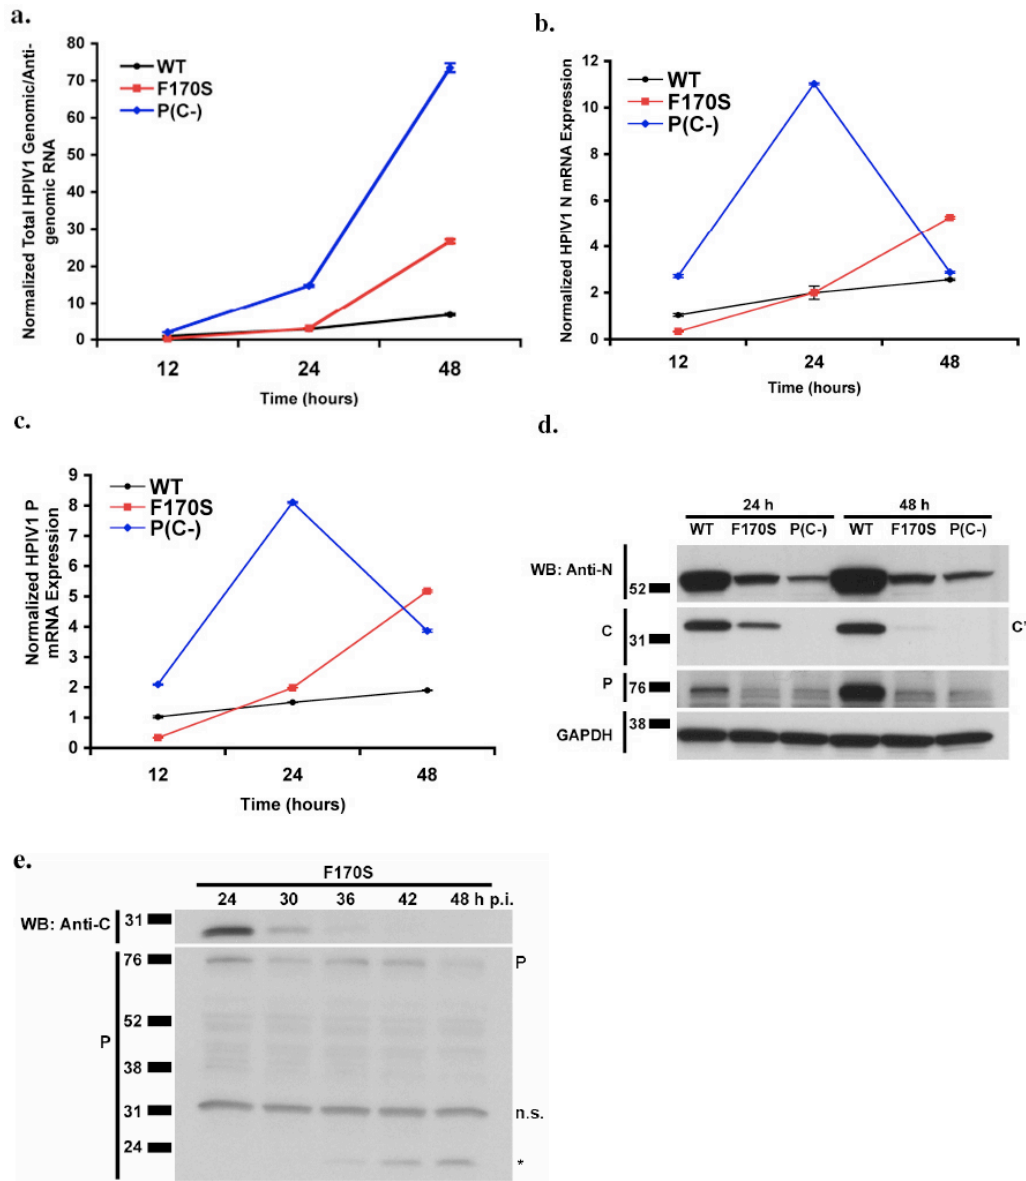 a.
Normalized Total HPIV1 Genomic/Anti-
genomic RNA
80
70
60
50
40
30
20
10
0
WT
F170S
P(C-)
12
24
48
Time (hours)
b.
Normalized HPIV1 N mRNA Expression
12
10
8
6
4
2
0
WT
F170S
P(C-)
12
24
48
Time (hours)
c.
Normalized HPIV1 P
mRNA Expression
9
8
7
6
5
4
3
2
1
0
WT
F170S
P(C-)
12
24
48
Time (hours)
d.
24 h
48 h
WT F170S P(C-) WT F170S P(C-)
WB: Anti-N
52
C
31
P
76
38
GAPDH
e.
F170S
24 30 36 42 48 h p.i.
WB: Anti-C
31
76
P
52
P
38
31
n.s.
24
*